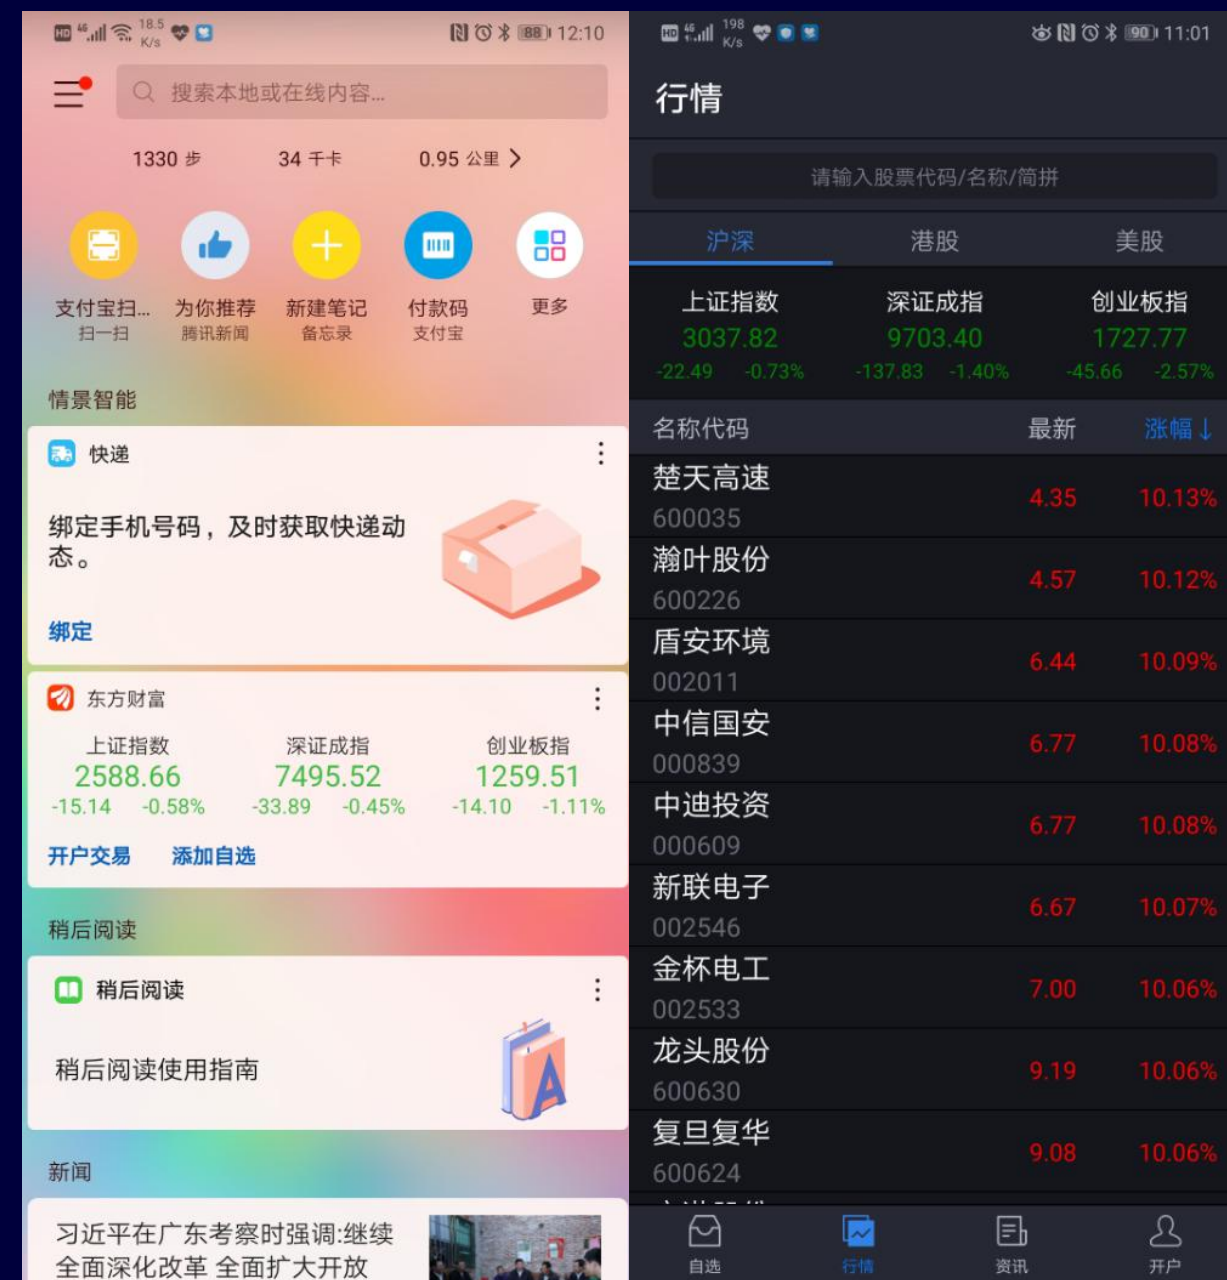 HD 46 18.5 K/s 88 12:10
搜索本地或在线内容...
1330 步 34 千卡 0.95 公里
支付宝扫... 为你推荐 新建笔记 付款码 更多
扫一扫 腾讯新闻 备忘录 支付宝
情景智能
快递
绑定手机号码，及时获取快递动
态。
绑定
东方财富
上证指数 深证成指 创业板指
2588.66 7495.52 1259.51
-15.14 -0.58% -33.89 -0.45% -14.10 -1.11%
开户交易 添加自选
稍后阅读
稍后阅读
稍后阅读使用指南
A
新闻
习近平在广东考察时强调:继续
全面深化改革 全面扩大开放
HD 46 198 K/s 90 11:01
行情
请输入股票代码/名称/简拼
沪深 港股 美股
上证指数 深证成指 创业板指
3037.82 9703.40 1727.77
-22.49 -0.73% -137.83 -1.40% -45.66 -2.57%
名称代码 最新 涨幅↓
楚天高速
600035 4.35 10.13%
瀚叶股份
600226 4.57 10.12%
盾安环境
002011 6.44 10.09%
中信国安
000839 6.77 10.08%
中迪投资
000609 6.77 10.08%
新联电子
002546 6.67 10.07%
金杯电工
002533 7.00 10.06%
龙头股份
600630 9.19 10.06%
复旦复华
600624 9.08 10.06%
自选 行情 资讯 开户